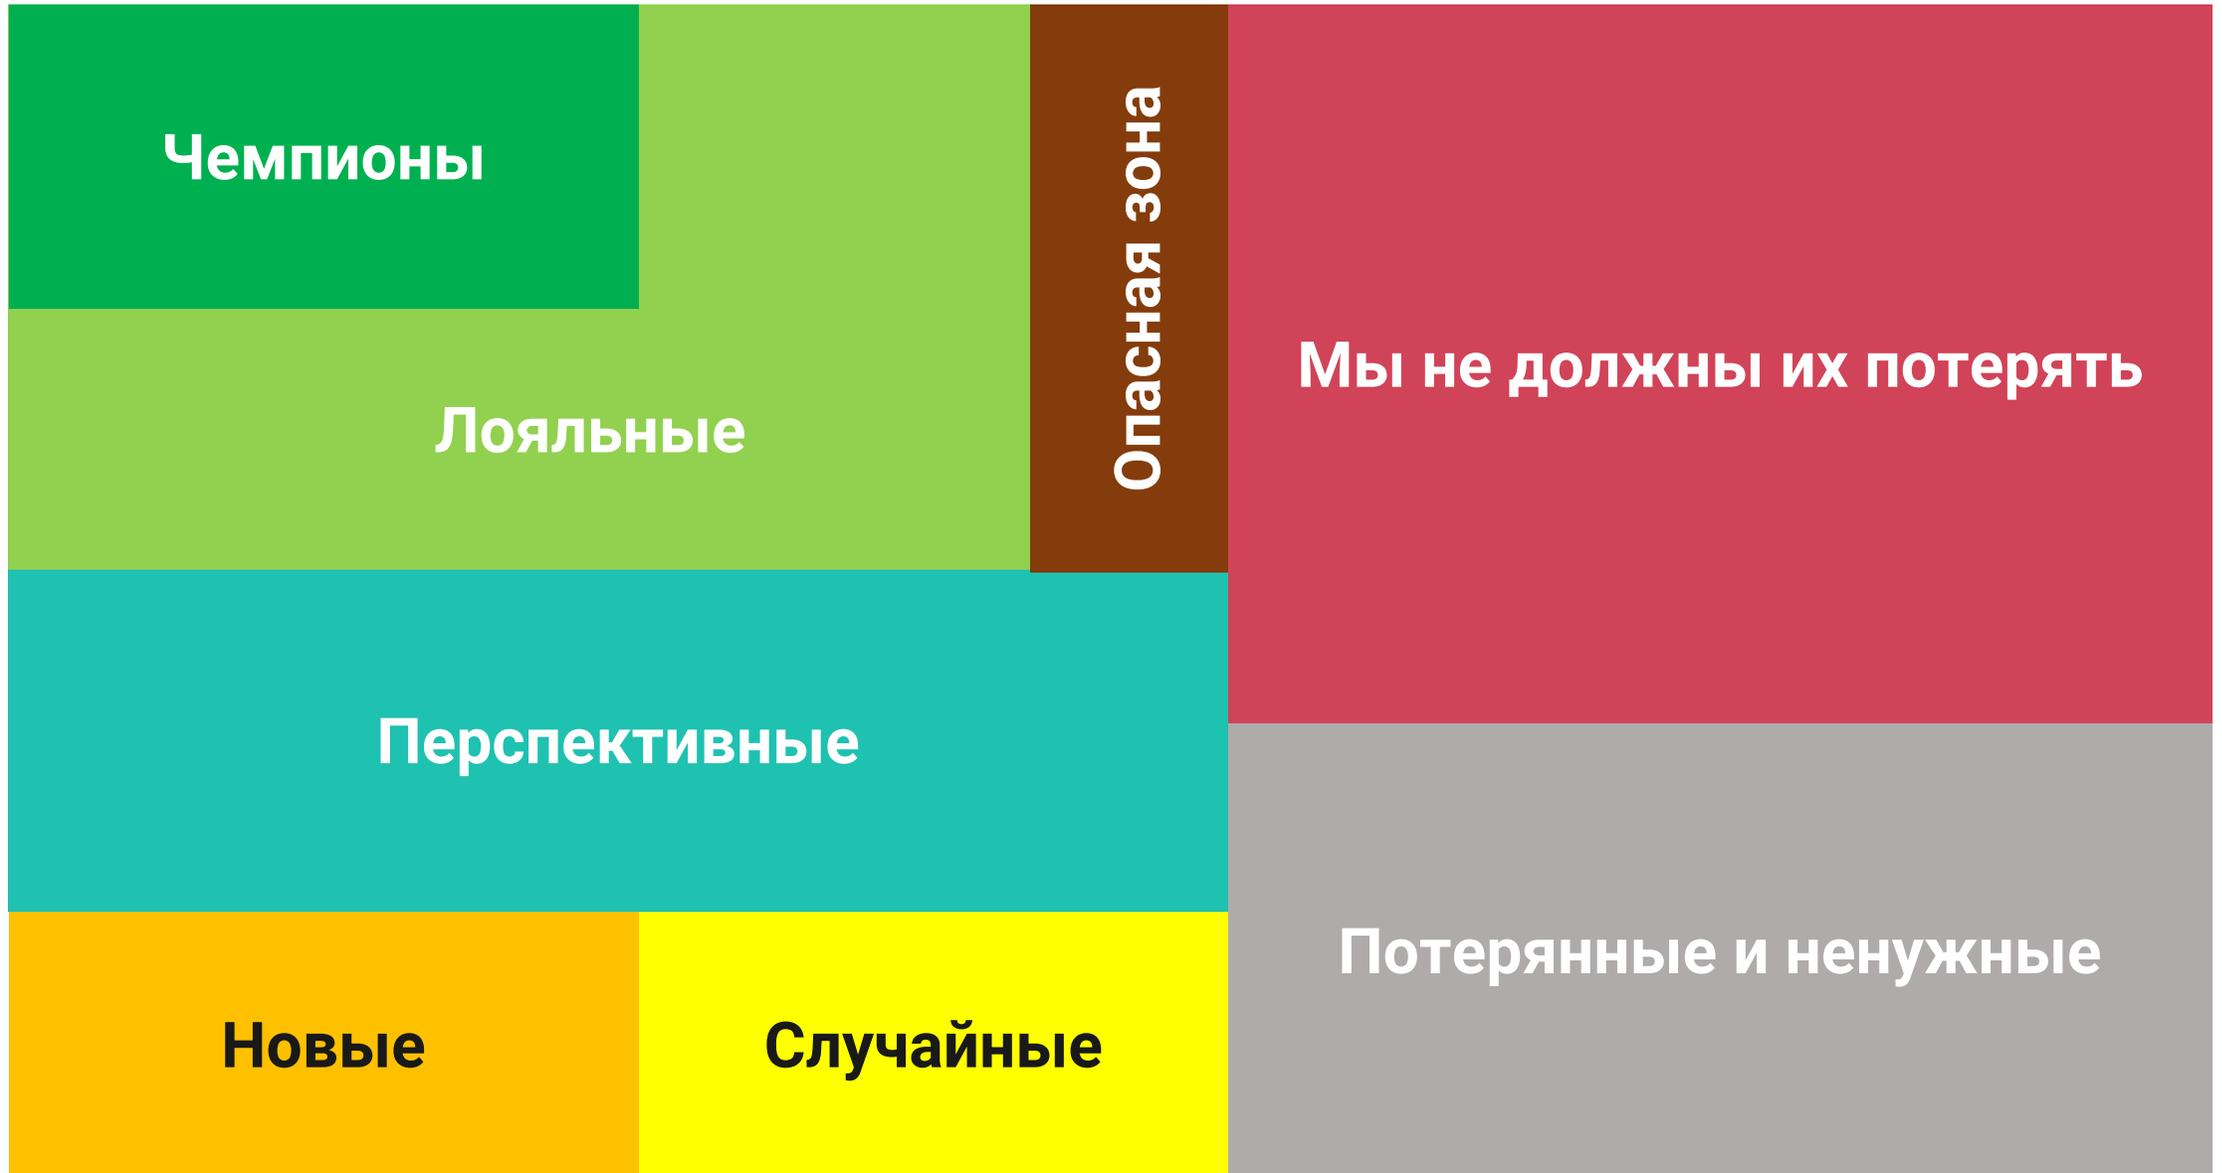 Чемпионы
Лояльные
Опасная зона
Мы не должны их потерять
Перспективные
Потерянные и ненужные
Новые
Случайные